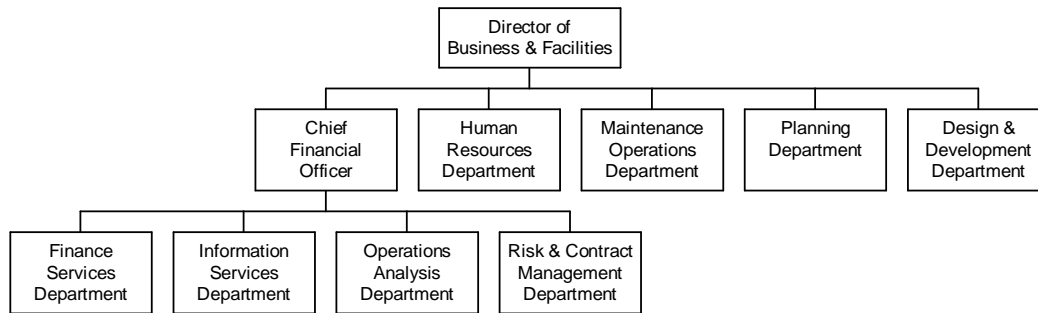 Director of
Business & Facilities
Chief
Financial
Officer
Human
Resources
Department
Maintenance
Operations
Department
Planning
Department
Design &
Development
Department
Finance
Services
Department
Information
Services
Department
Operations
Analysis
Department
Risk & Contract
Management
Department